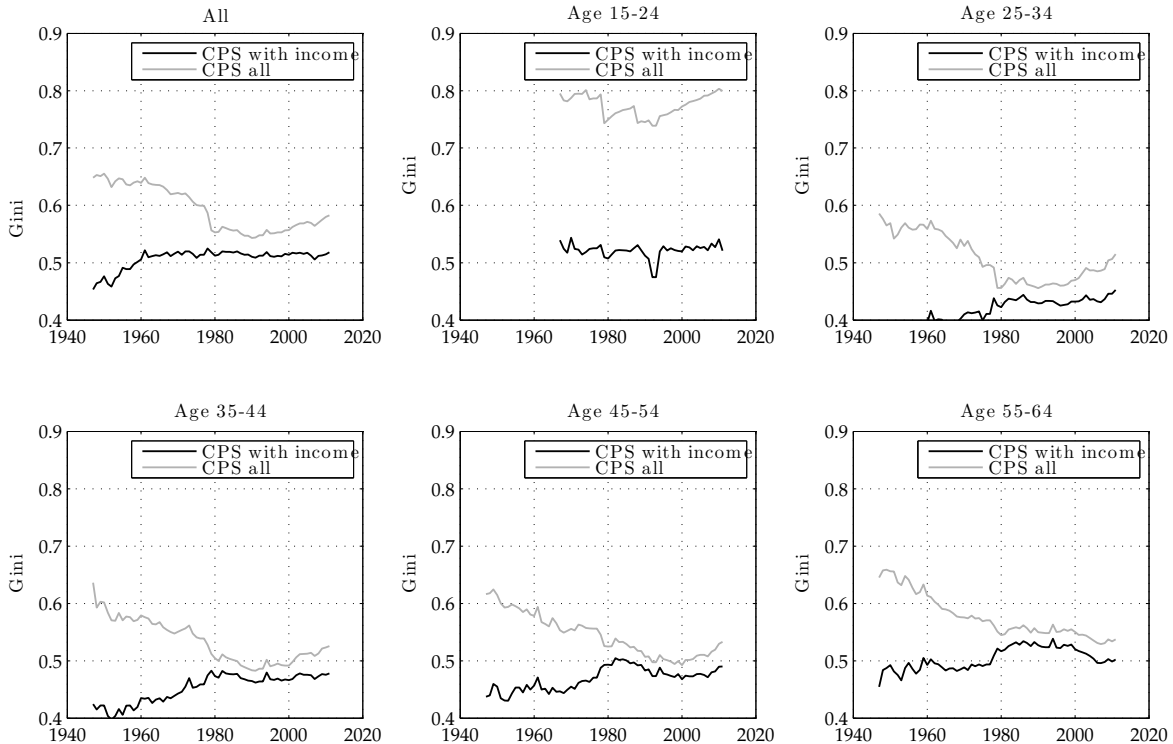 All
Gini
0.9
0.8
0.7
0.6
0.5
0.4
1940 1960 1980 2000 2020
CPS with income
CPS all
Age 15-24
Gini
0.9
0.8
0.7
0.6
0.5
0.4
1940 1960 1980 2000 2020
CPS with income
CPS all
Age 25-34
Gini
0.9
0.8
0.7
0.6
0.5
0.4
1940 1960 1980 2000 2020
CPS with income
CPS all
Age 35-44
Gini
0.9
0.8
0.7
0.6
0.5
0.4
1940 1960 1980 2000 2020
CPS with income
CPS all
Age 45-54
Gini
0.9
0.8
0.7
0.6
0.5
0.4
1940 1960 1980 2000 2020
CPS with income
CPS all
Age 55-64
Gini
0.9
0.8
0.7
0.6
0.5
0.4
1940 1960 1980 2000 2020
CPS with income
CPS all